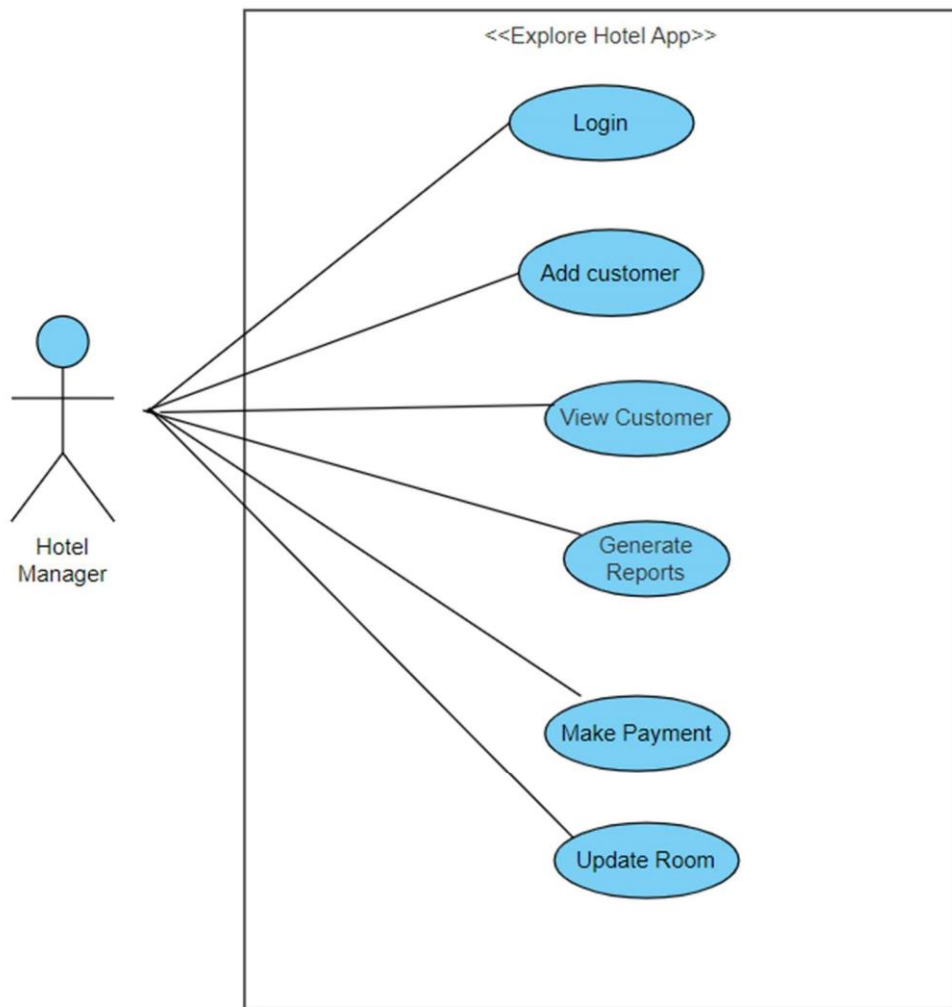 <<Explore Hotel App>>
Login
Add customer
View Customer
Generate
Reports
Make Payment
Update Room
Hotel
Manager